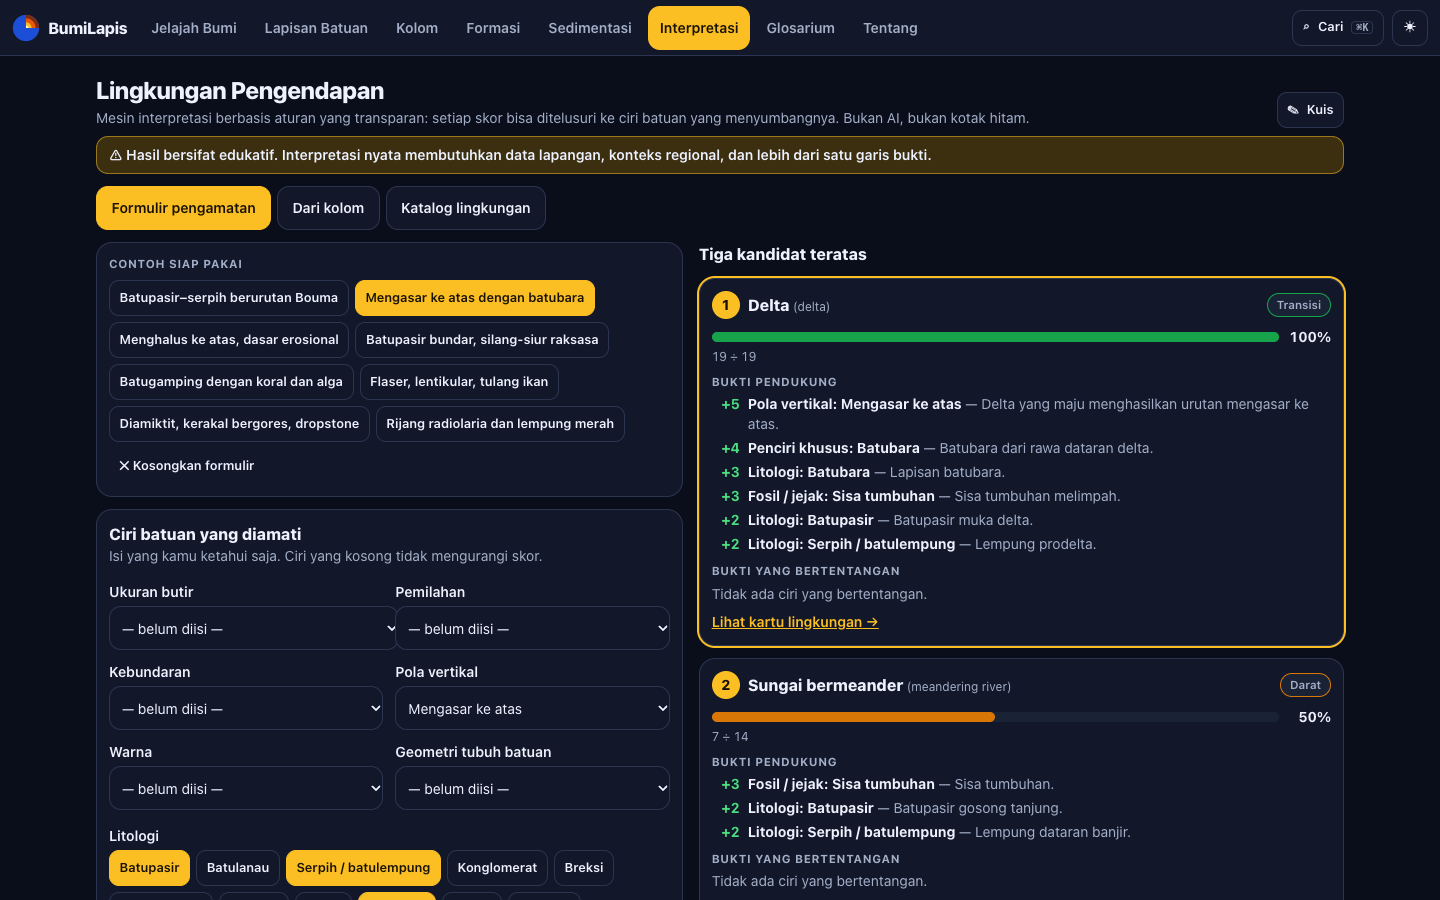 BumiLapis
Jelajah Bumi
Lapisan Batuan
Kolom
Formasi
Sedimentasi
Interpretasi
Glosarium
Tentang
Cari ⌘K
Lingkungan Pengendapan
Mesin interpretasi berbasis aturan yang transparan: setiap skor bisa ditelusuri ke ciri batuan yang menyumbangnya. Bukan AI, bukan kotak hitam.
Kuis
⚠ Hasil bersifat edukatif. Interpretasi nyata membutuhkan data lapangan, konteks regional, dan lebih dari satu garis bukti.
Formulir pengamatan
Dari kolom
Katalog lingkungan
CONTOH SIAP PAKAI
Batupasir–serpih berurutan Bouma
Mengasar ke atas dengan batubara
Menghalus ke atas, dasar erosional
Batupasir bundar, silang-siur raksasa
Batugamping dengan koral dan alga
Flaser, lentikular, tulang ikan
Diamiktit, kerakal bergores, dropstone
Rijang radiolaria dan lempung merah
✕ Kosongkan formulir
Ciri batuan yang diamati
Isi yang kamu ketahui saja. Ciri yang kosong tidak mengurangi skor.
Ukuran butir
— belum diisi —
Pemilahan
— belum diisi —
Kebundaran
— belum diisi —
Pola vertikal
Mengasar ke atas
Warna
— belum diisi —
Geometri tubuh batuan
— belum diisi —
Litologi
Batupasir
Batulanau
Serpih / batulempung
Konglomerat
Breksi
Tiga kandidat teratas
1 Delta (delta)
Transisi
100%
19 ÷ 19
BUKTI PENDUKUNG
+5 Pola vertikal: Mengasar ke atas — Delta yang maju menghasilkan urutan mengasar ke
atas.
+4 Penciri khusus: Batubara — Batubara dari rawa dataran delta.
+3 Litologi: Batubara — Lapisan batubara.
+3 Fosil / jejak: Sisa tumbuhan — Sisa tumbuhan melimpah.
+2 Litologi: Batupasir — Batupasir muka delta.
+2 Litologi: Serpih / batulempung — Lempung prodelta.
BUKTI YANG BERTENTANGAN
Tidak ada ciri yang bertentangan.
Lihat kartu lingkungan →
2 Sungai bermeander (meandering river)
Darat
50%
7 ÷ 14
BUKTI PENDUKUNG
+3 Fosil / jejak: Sisa tumbuhan — Sisa tumbuhan.
+2 Litologi: Batupasir — Batupasir gosong tanjung.
+2 Litologi: Serpih / batulempung — Lempung dataran banjir.
BUKTI YANG BERTENTANGAN
Tidak ada ciri yang bertentangan.